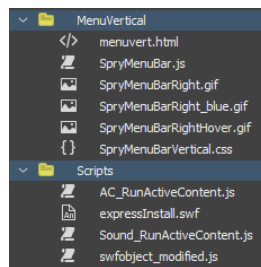 MenuVertical
menuvert.html
SpryMenuBar.js
SpryMenuBarRight.gif
SpryMenuBarRight_blue.gif
SpryMenuBarRightHover.gif
SpryMenuBarVertical.css
Scripts
AC_RunActiveContent.js
expressInstall.swf
Sound_RunActiveContent.js
swfobject_modified.js